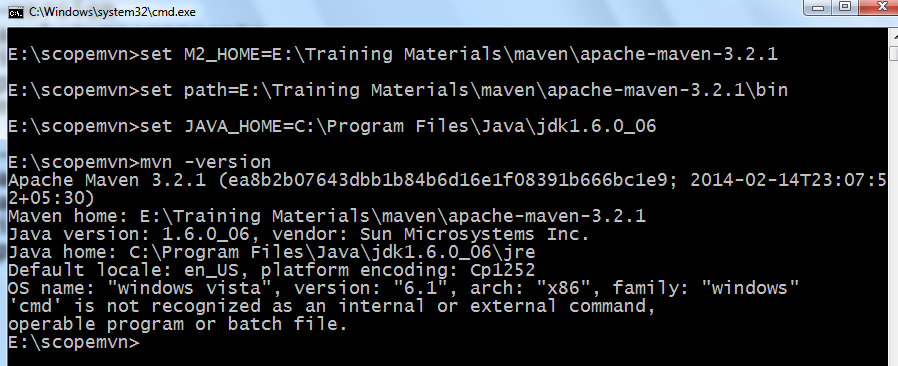 C:\Windows\system32\cmd.exe
E:\scopemvn>set M2_HOME=E:\Training Materials\maven\apache-maven-3.2.1
E:\scopemvn>set path=E:\Training Materials\maven\apache-maven-3.2.1\bin
E:\scopemvn>set JAVA_HOME=C:\Program Files\Java\jdk1.6.0_06
E:\scopemvn>mvn -version
Apache Maven 3.2.1 (ea8b2b07643dbb1b84b6d16e1f08391b666bc1e9; 2014-02-14T23:07:5
2+05:30)
Maven home: E:\Training Materials\maven\apache-maven-3.2.1
Java version: 1.6.0_06, vendor: Sun Microsystems Inc.
Java home: C:\Program Files\Java\jdk1.6.0_06\jre
Default locale: en_US, platform encoding: Cp1252
OS name: "windows vista", version: "6.1", arch: "x86", family: "windows"
'cmd' is not recognized as an internal or external command,
operable program or batch file.
E:\scopemvn>